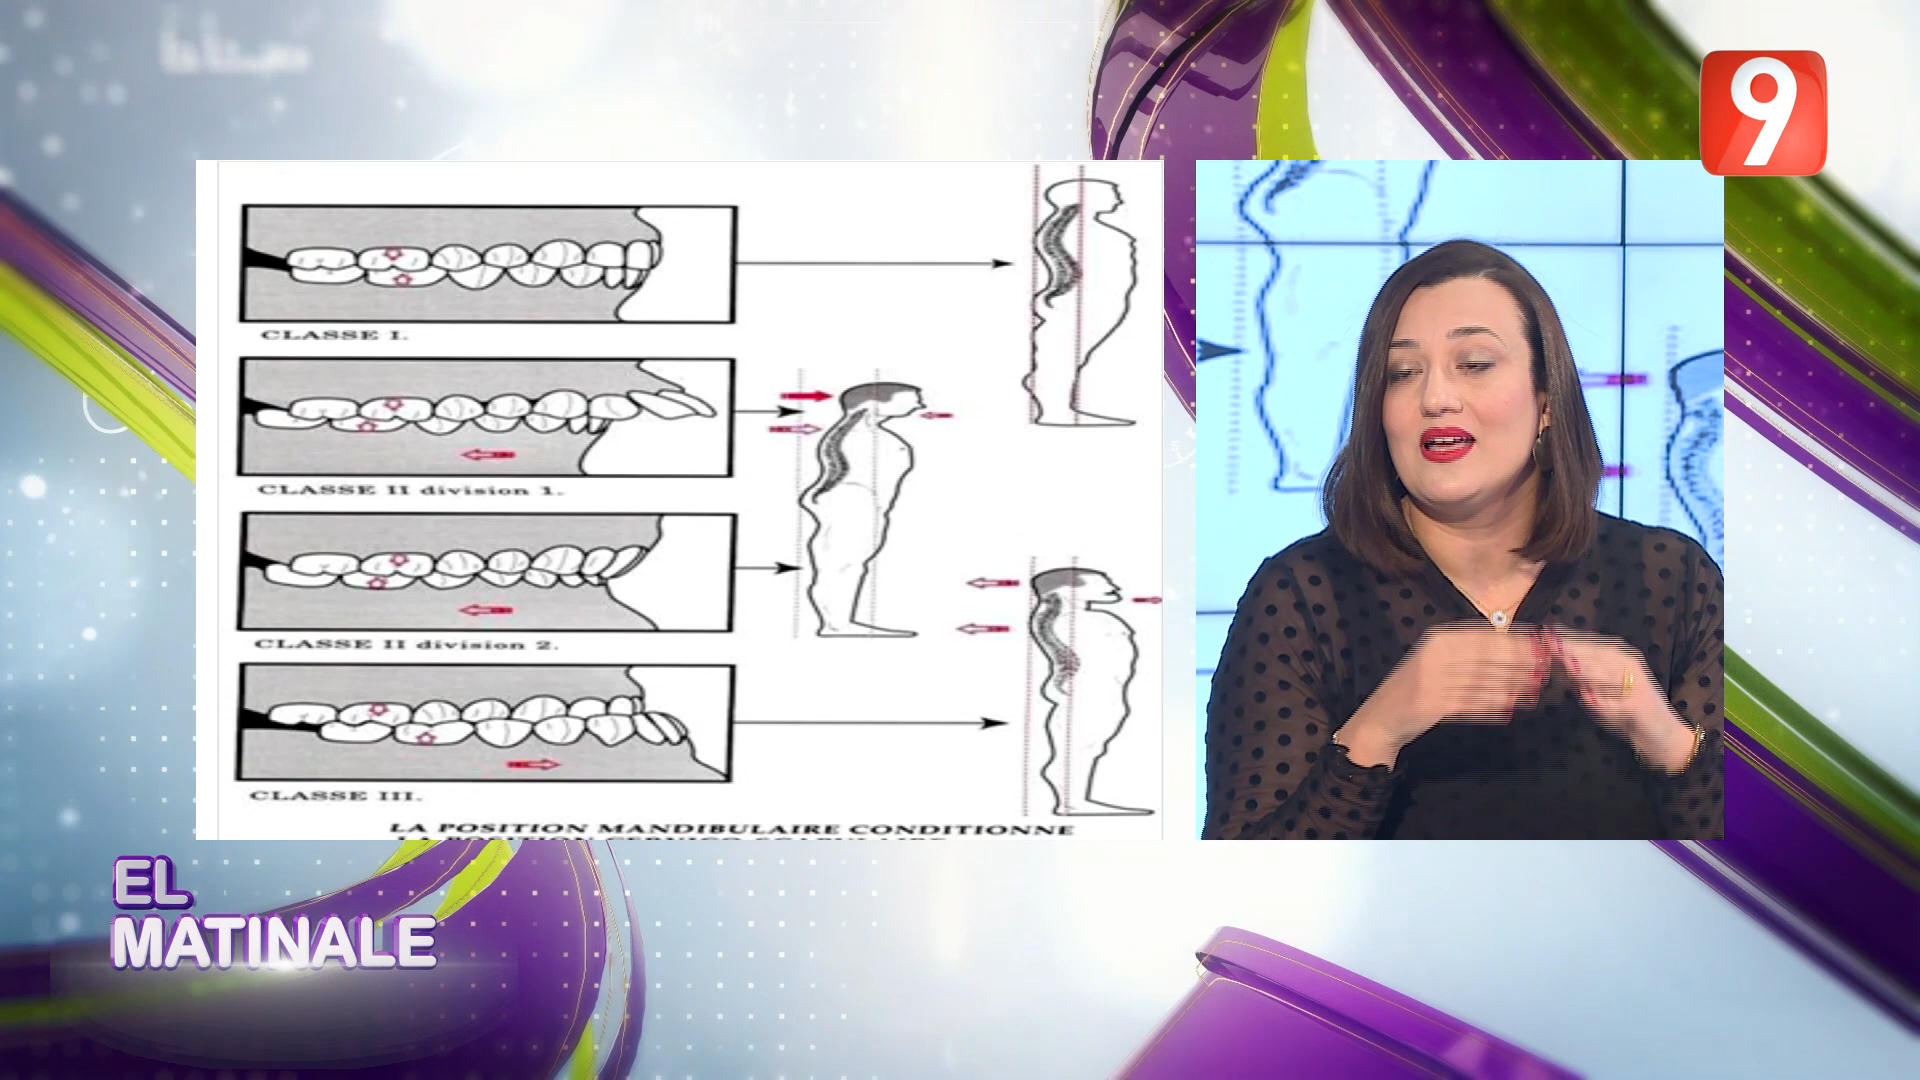 9
CLASSE I.
CLASSE II division 1.
CLASSE II division 2.
CLASSE III.
LA POSITION MANDIBULAIRE CONDITIONNE
EL
MATINALE